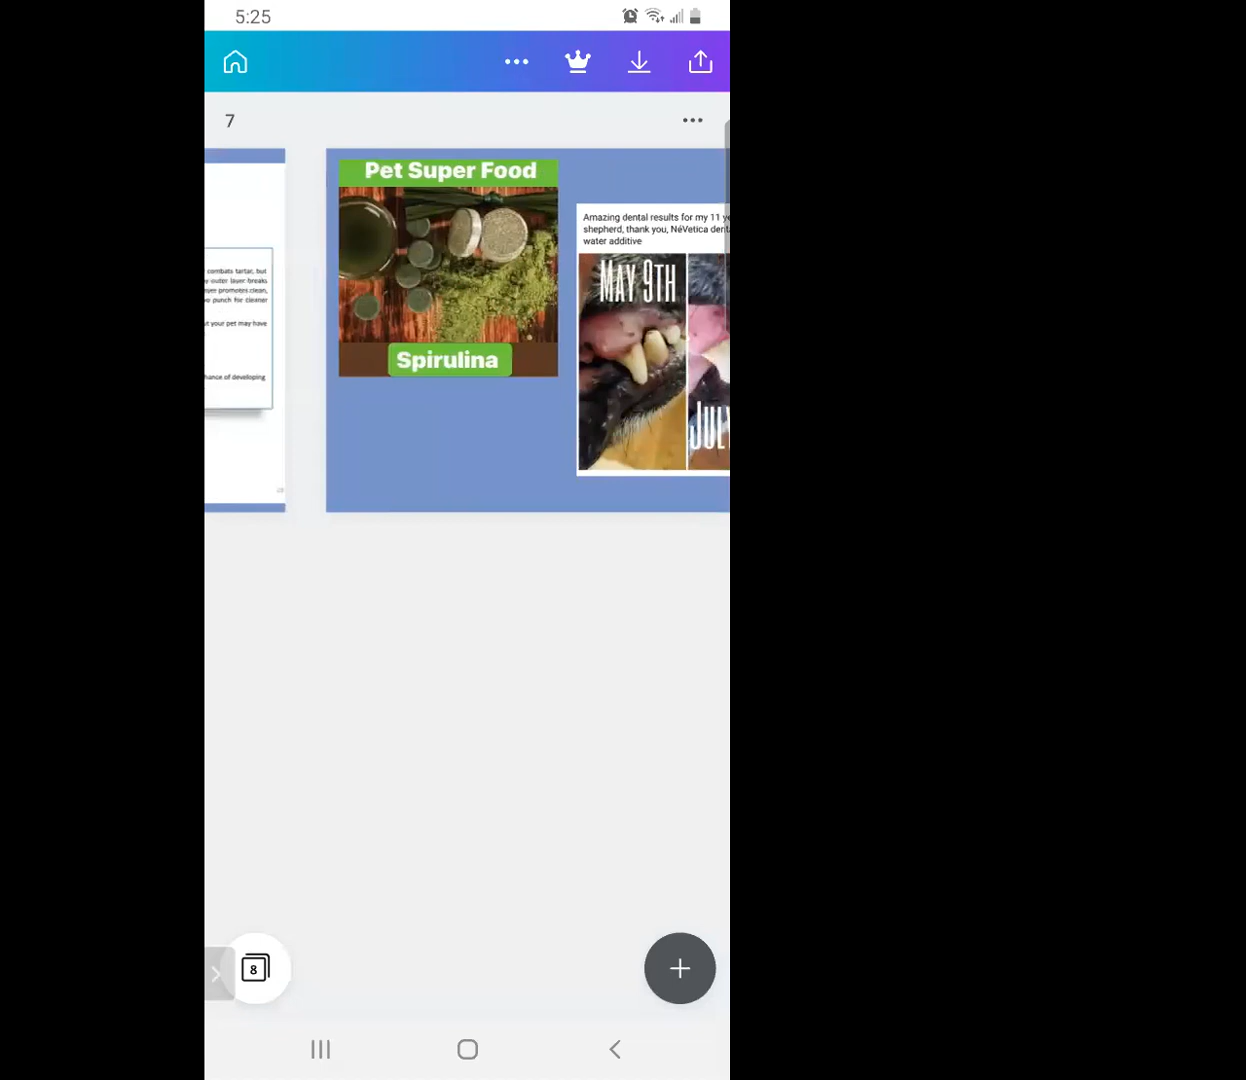 5:25
7
combats tartar, but
outer layer breaks
promotes clean,
punch for cleaner
your pet may have
of developing
Pet Super Food
Spirulina
Amazing dental results for my 11
shepherd, thank you, NéVetica
water additive
MAY 9TH
8